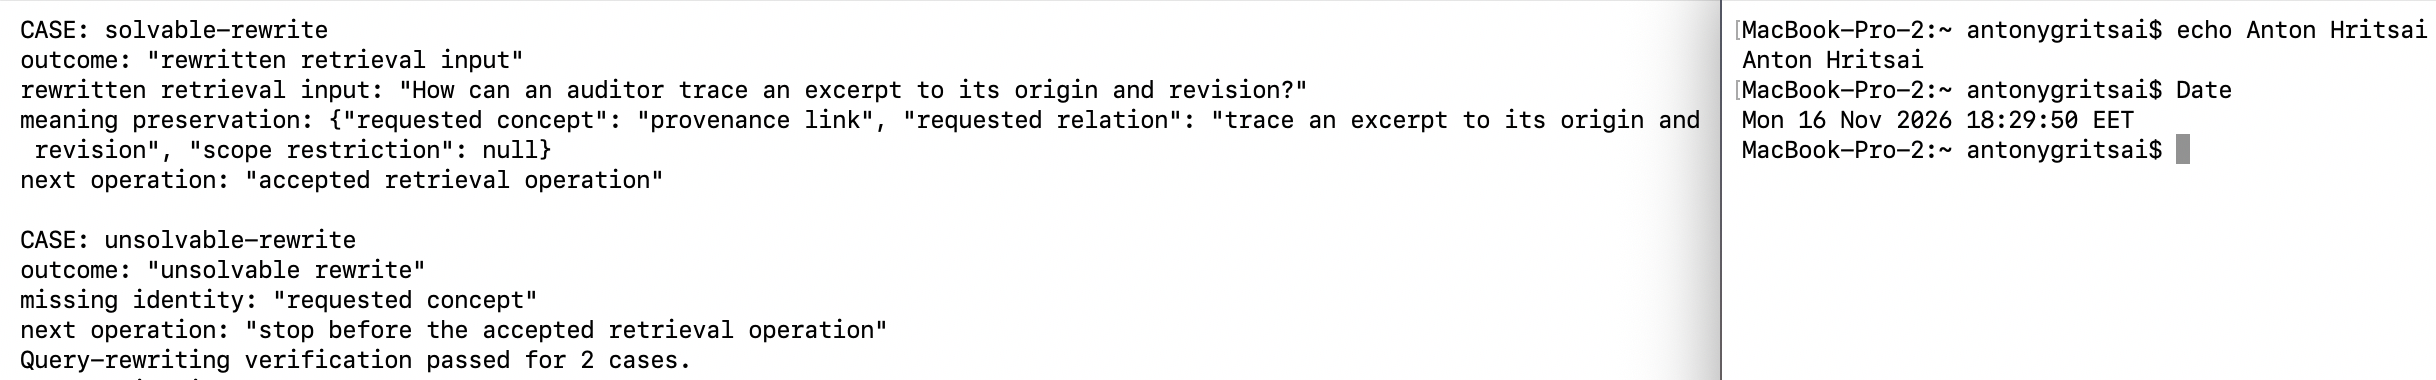 CASE: solvable-rewrite
outcome: "rewritten retrieval input"
rewritten retrieval input: "How can an auditor trace an excerpt to its origin and revision?"
meaning preservation: {"requested concept": "provenance link", "requested relation": "trace an excerpt to its origin and
 revision", "scope restriction": null}
next operation: "accepted retrieval operation"

CASE: unsolvable-rewrite
outcome: "unsolvable rewrite"
missing identity: "requested concept"
next operation: "stop before the accepted retrieval operation"
Query-rewriting verification passed for 2 cases.
[MacBook-Pro-2:~ antonygritsai$ echo Anton Hritsai
Anton Hritsai
[MacBook-Pro-2:~ antonygritsai$ Date
Mon 16 Nov 2026 18:29:50 EET
MacBook-Pro-2:~ antonygritsai$